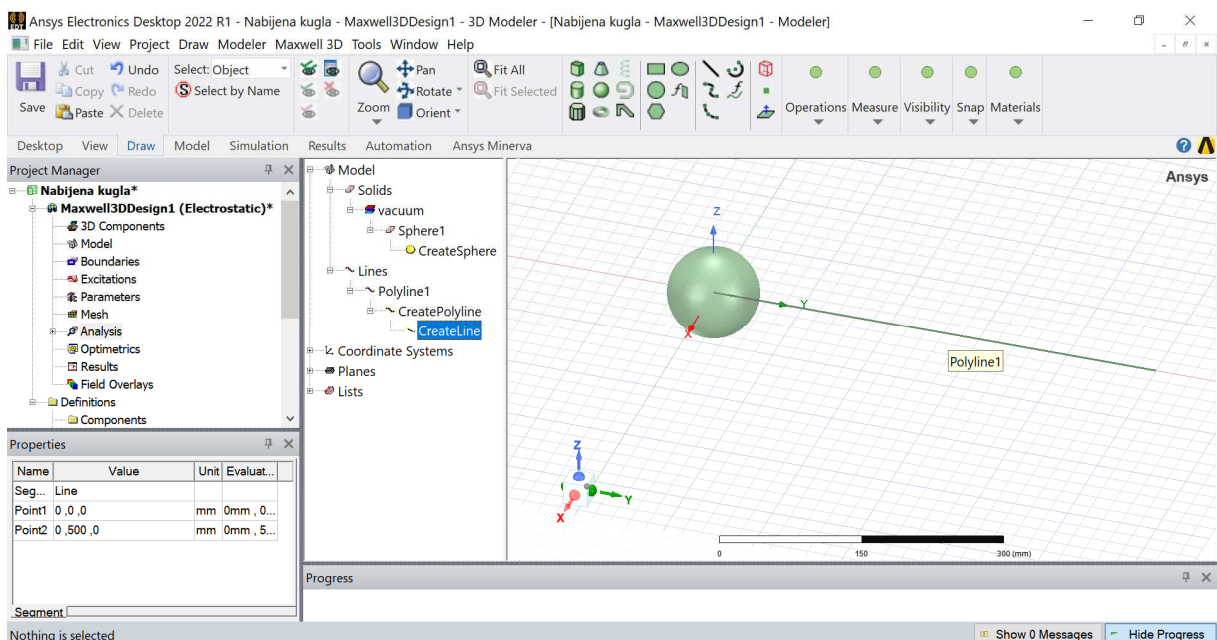 Ansys Electronics Desktop 2022 R1 - Nabijena kugla - Maxwell3DDesign1 - 3D Modeler - [Nabijena kugla - Maxwell3DDesign1 - Modeler]
File Edit View Project Draw Modeler Maxwell 3D Tools Window Help
Save
Cut Undo
Copy Redo
Paste Delete
Select: Object
Select by Name
Zoom
Pan
Rotate
Orient
Fit All
Fit Selected
Operations Measure Visibility Snap Materials
Desktop View Draw Model Simulation Results Automation Ansys Minerva
Project Manager
Nabijena kugla*
Maxwell3DDesign1 (Electrostatic)*
3D Components
Model
Boundaries
Excitations
Parameters
Mesh
Analysis
Optimetrics
Results
Field Overlays
Definitions
Components
Properties
Name Value Unit Evaluat...
Seg... Line
Point1 0 ,0 ,0 mm 0mm , 0...
Point2 0 ,500 ,0 mm 0mm , 5...
Segment
Model
Solids
vacuum
Sphere1
CreateSphere
Lines
Polyline1
CreatePolyline
CreateLine
Coordinate Systems
Planes
Lists
Ansys
Z
Y
X
Polyline1
Z
Y
X
0 150 300 (mm)
Progress
Nothing is selected
Show 0 Messages Hide Progress